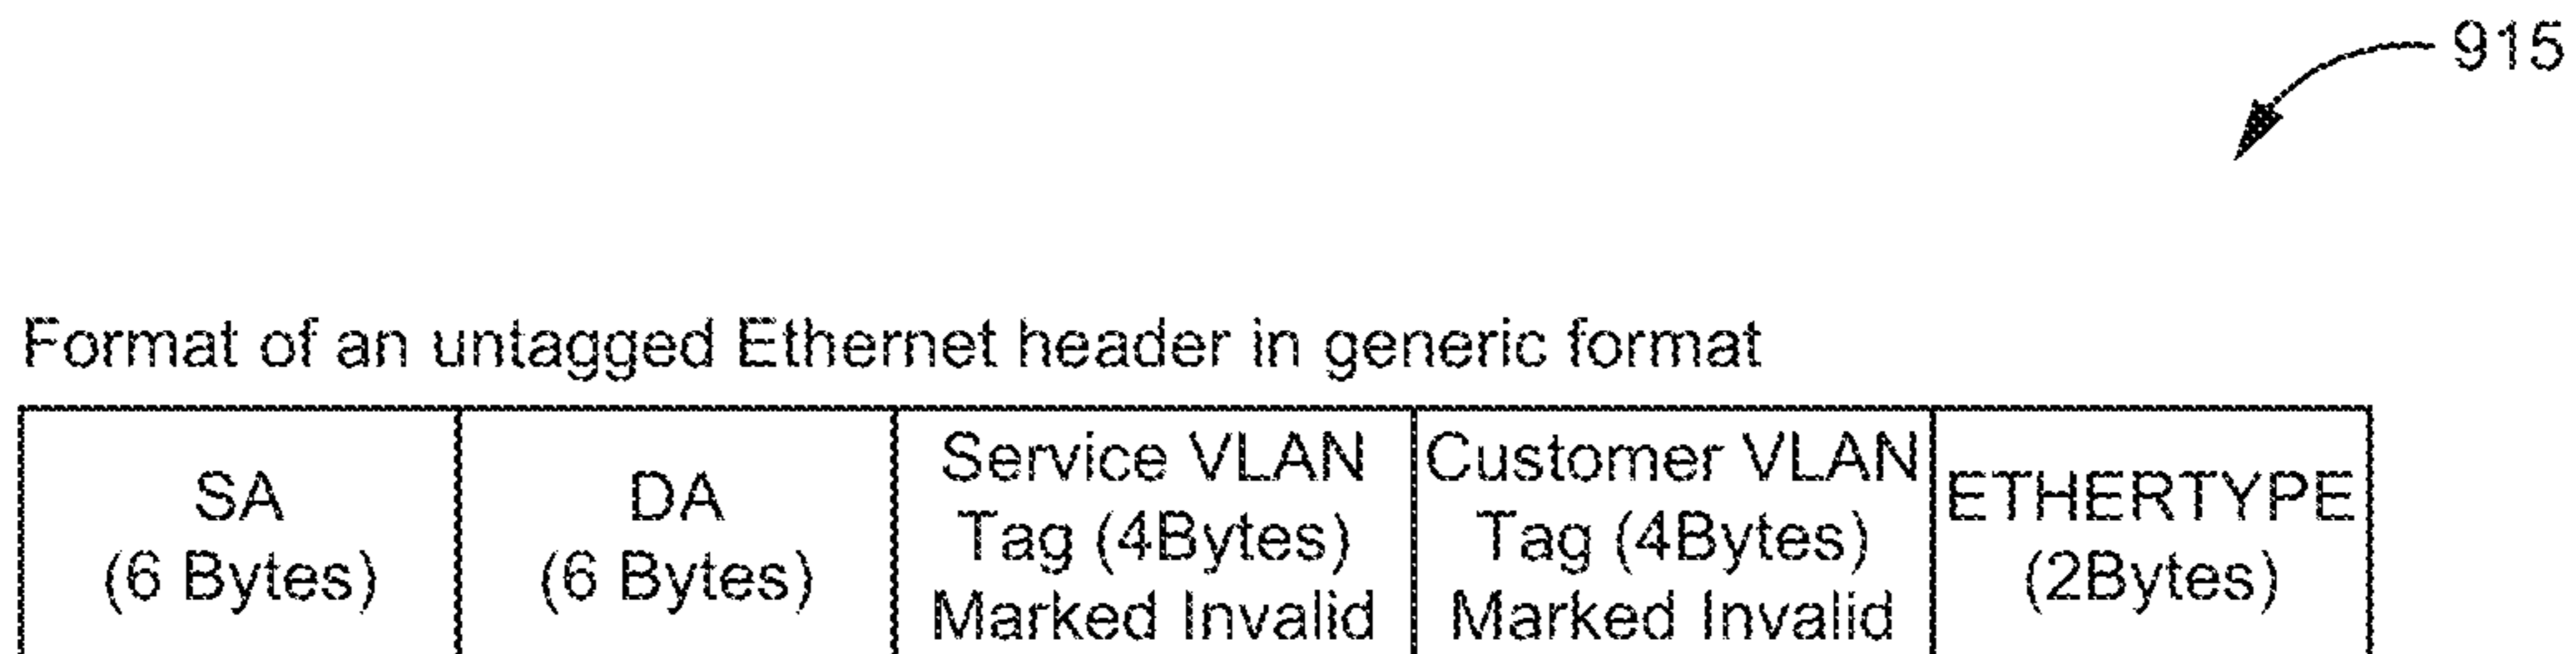 915
Format of an untagged Ethernet header in generic format
SA
(6 Bytes)
DA
(6 Bytes)
Service VLAN
Tag (4Bytes)
Marked Invalid
Customer VLAN
Tag (4Bytes)
Marked Invalid
ETHERTYPE
(2Bytes)